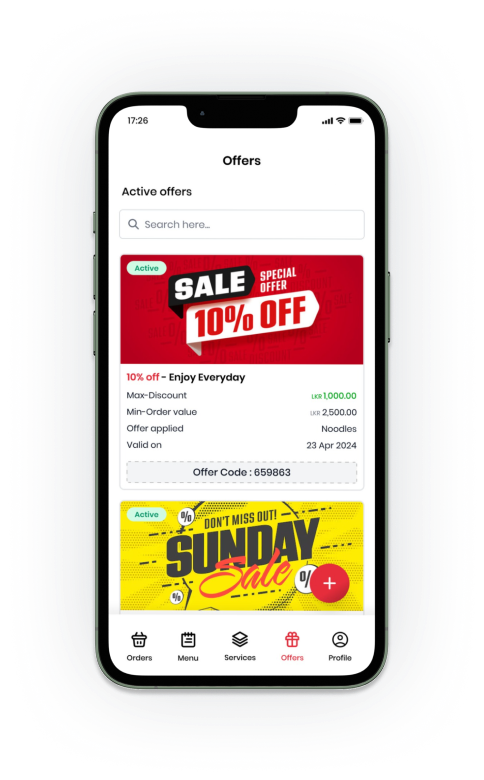 17:26
Offers
Active offers
Search here...
Active
SALE
SPECIAL
OFFER
10% OFF
10% off - Enjoy Everyday
Max-Discount LKR 1,000.00
Min-Order value LKR 2,500.00
Offer applied Noodles
Valid on 23 Apr 2024
Offer Code : 659863
Active
%
DON'T MISS OUT!
SUNDAY
Sale
%
%
+
Orders Menu Services Offers Profile